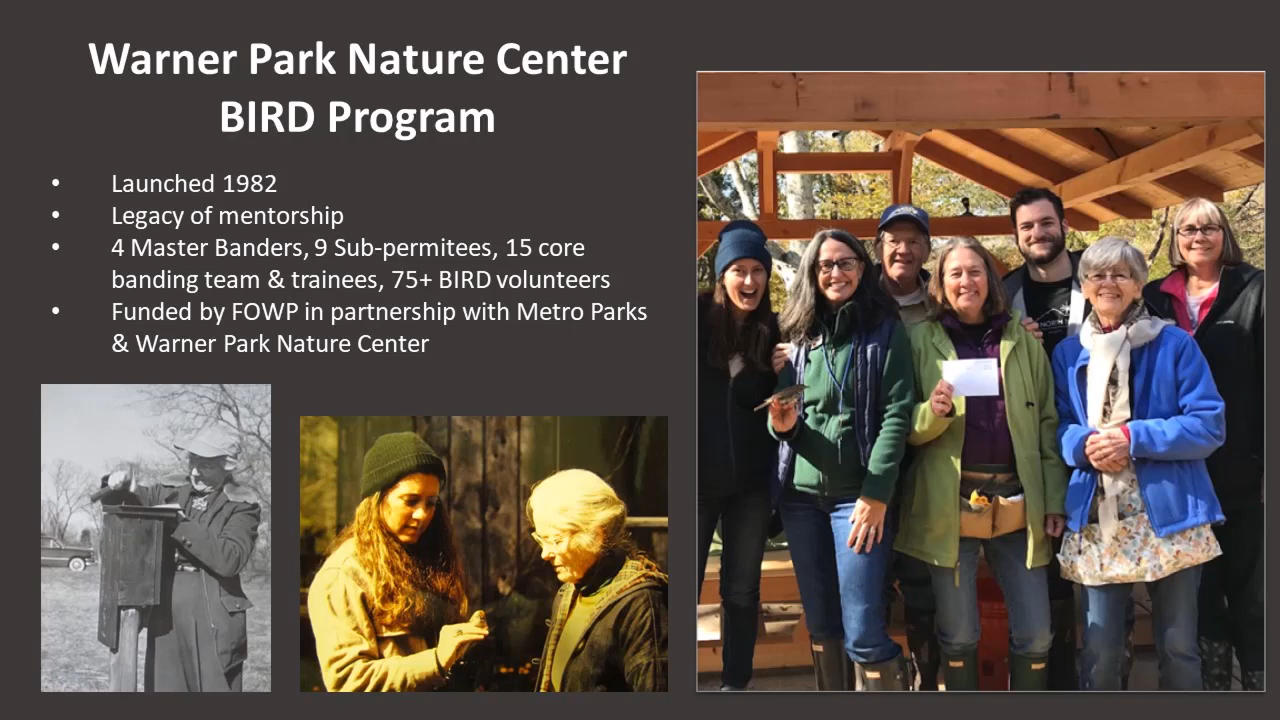 Warner Park Nature Center
BIRD Program
• Launched 1982
• Legacy of mentorship
• 4 Master Banders, 9 Sub-permitees, 15 core
banding team & trainees, 75+ BIRD volunteers
• Funded by FOWP in partnership with Metro Parks
& Warner Park Nature Center
NORTH